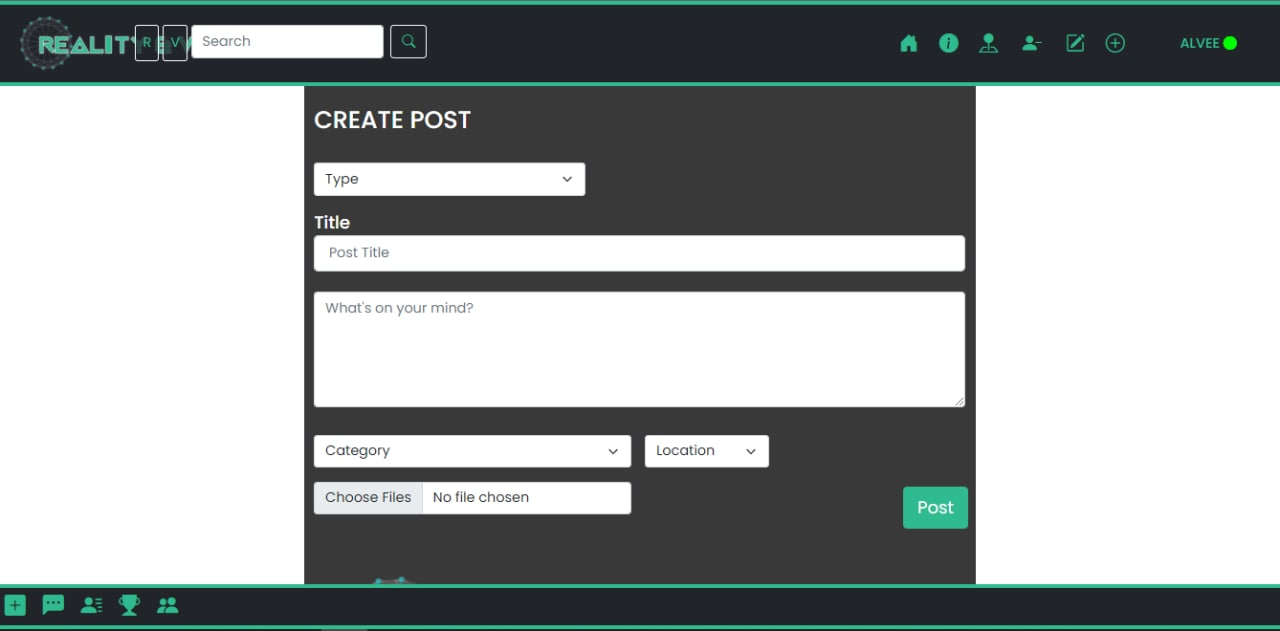 REALITY
R
V
Search
ALVEE
CREATE POST
Type
Title
Post Title
What's on your mind?
Category
Location
Choose Files No file chosen
Post